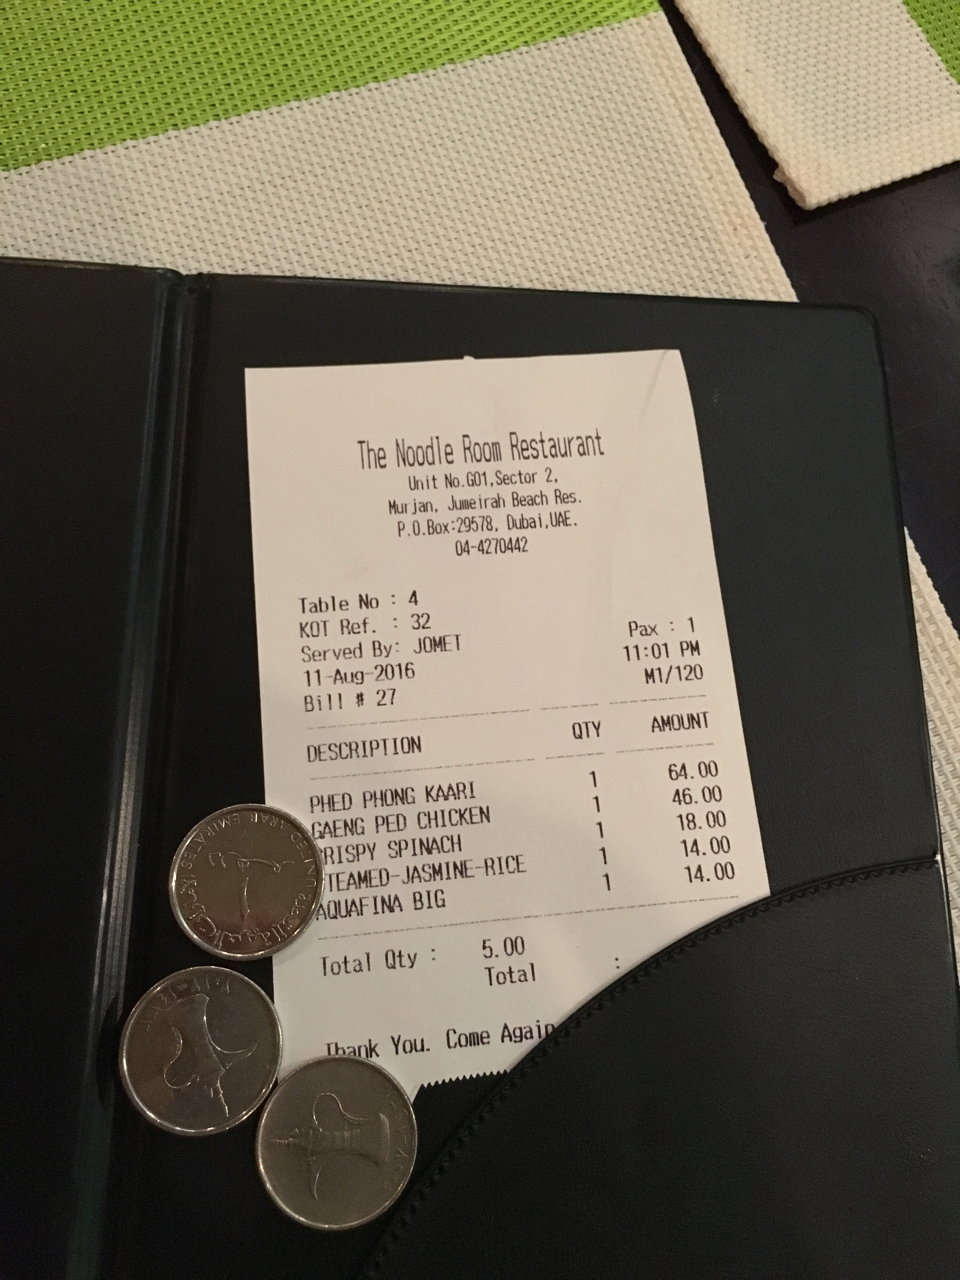 The Noodle Room Restaurant
Unit No.G01,Sector 2,
Murjan, Jumeirah Beach Res.
P.O.Box:29578, Dubai,UAE.
04-4270442
Table No : 4
KOT Ref. : 32 Pax : 1
Served By: JOMET 11:01 PM
11-Aug-2016 M1/120
Bill # 27
DESCRIPTION QTY AMOUNT
PHED PHONG KAARI 1 64.00
GAENG PED CHICKEN 1 46.00
RISPY SPINACH 1 18.00
TEAMED-JASMINE-RICE 1 14.00
AQUAFINA BIG 1 14.00
Total Qty : 5.00
Total :
Thank You. Come Again
UNITED ARAB EMIRATES